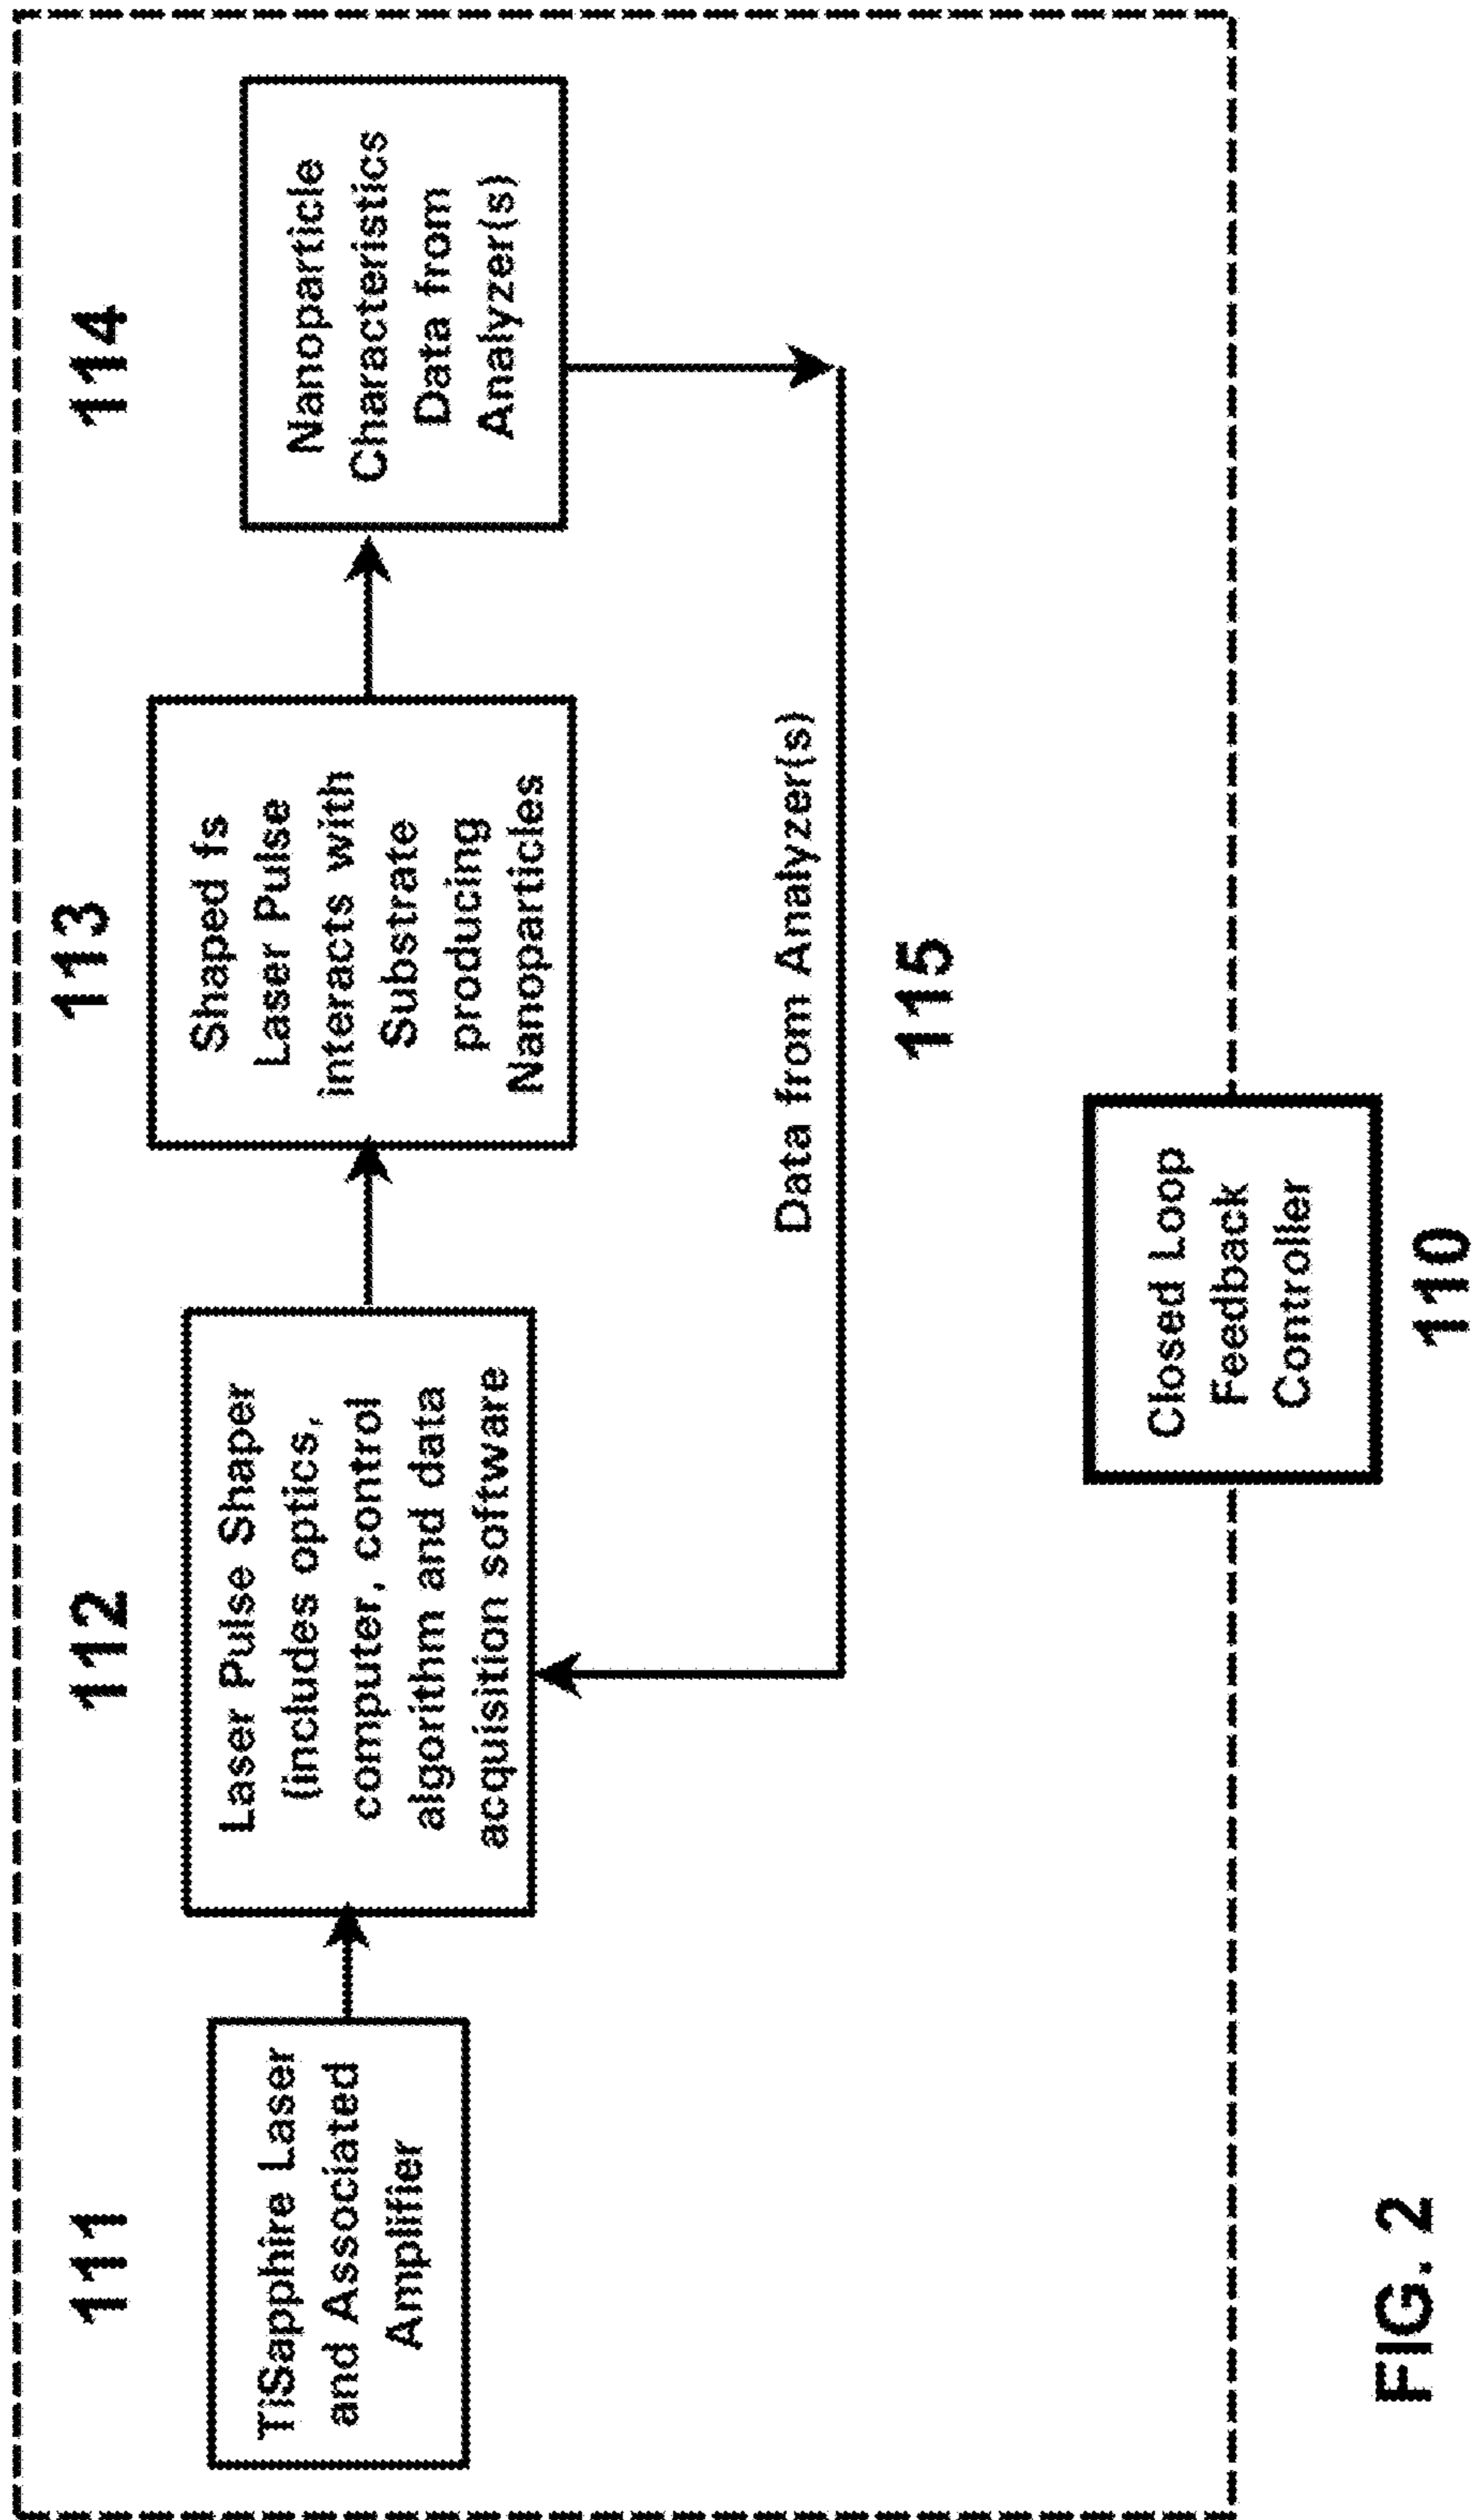 111
TiSapphire Laser
and Associated
Amplifier
112
Laser Pulse Shaper
(includes optics,
computer, control
algorithm and data
acquisition software
113
Shaped fs
Laser Pulse
interacts with
Substrate
producing
Nanoparticles
114
Nanoparticle
Characteristics
Data from
Analyzer(s)
Data from Analyzer(s)
115
Closed Loop
Feedback
Controller
110
FIG. 2